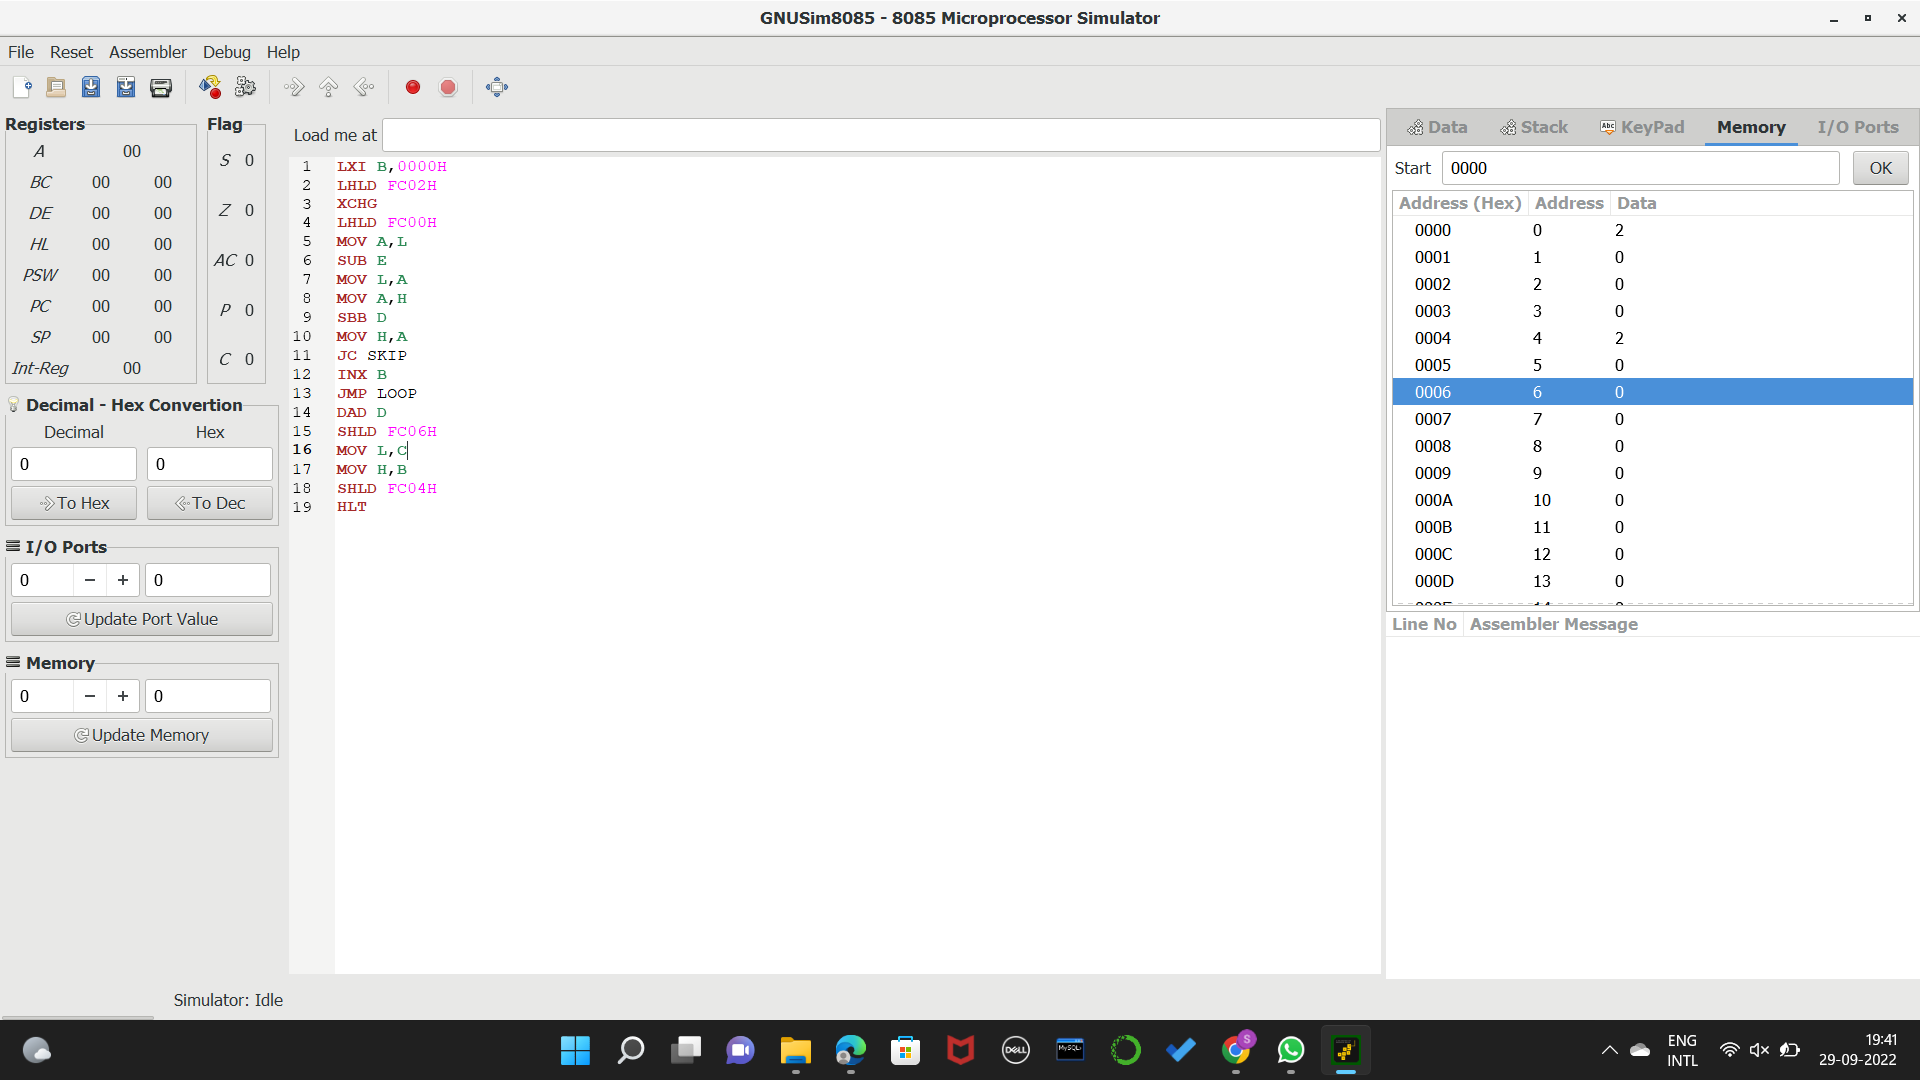 GNUSim8085 - 8085 Microprocessor Simulator
File Reset Assembler Debug Help
Registers
A 00
BC 00 00
DE 00 00
HL 00 00
PSW 00 00
PC 00 00
SP 00 00
Int-Reg 00
Flag
S 0
Z 0
AC 0
P 0
C 0
Decimal - Hex Convertion
Decimal Hex
0 0
To Hex To Dec
I/O Ports
0 − + 0
Update Port Value
Memory
0 − + 0
Update Memory
Load me at
1 LXI B,0000H
2 LHLD FC02H
3 XCHG
4 LHLD FC00H
5 MOV A,L
6 SUB E
7 MOV L,A
8 MOV A,H
9 SBB D
10 MOV H,A
11 JC SKIP
12 INX B
13 JMP LOOP
14 DAD D
15 SHLD FC06H
16 MOV L,C
17 MOV H,B
18 SHLD FC04H
19 HLT
Data Stack Abc KeyPad Memory I/O Ports
Start 0000 OK
Address (Hex) Address Data
0000 0 2
0001 1 0
0002 2 0
0003 3 0
0004 4 2
0005 5 0
0006 6 0
0007 7 0
0008 8 0
0009 9 0
000A 10 0
000B 11 0
000C 12 0
000D 13 0
Line No Assembler Message
Simulator: Idle
DELL
MySQL
S
ENG
INTL
19:41
29-09-2022